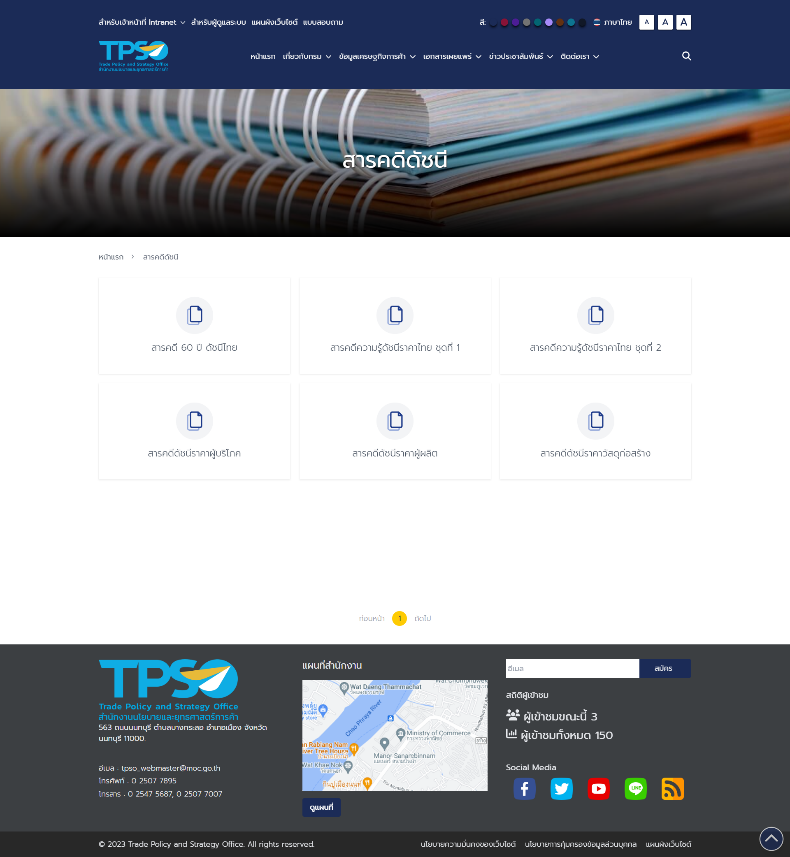 สำหรับเจ้าหน้าที่ Intranet สำหรับผู้ดูแลระบบ แผนผังเว็บไซต์ แบบสอบถาม
สี: ภาษาไทย A A A
TPSO
Trade Policy and Strategy Office
สำนักงานนโยบายและยุทธศาสตร์การค้า
หน้าแรก เกี่ยวกับกรม ข้อมูลเศรษฐกิจการค้า เอกสารเผยแพร่ ข่าวประชาสัมพันธ์ ติดต่อเรา
สารคดีดัชนี
หน้าแรก > สารคดีดัชนี
สารคดี 60 ปี ดัชนีไทย
สารคดีความรู้ดัชนีราคาไทย ชุดที่ 1
สารคดีความรู้ดัชนีราคาไทย ชุดที่ 2
สารคดีดัชนีราคาผู้บริโภค
สารคดีดัชนีราคาผู้ผลิต
สารคดีดัชนีราคาวัสดุก่อสร้าง
ก่อนหน้า 1 ถัดไป
TPSO
Trade Policy and Strategy Office
สำนักงานนโยบายและยุทธศาสตร์การค้า
563 ถนนนนทบุรี ตำบลบางกระสอ อำเภอเมือง จังหวัด
นนทบุรี 11000
อีเมล : tpso_webmaster@moc.go.th
โทรศัพท์ : 0 2507 7895
โทรสาร : 0 2547 5687, 0 2507 7007
แผนที่สำนักงาน
Wat Daeng Thammachat
Chao Phraya River
Ministry of Commerce
Manor Sanarebinnam
Wat Khae Nok
ดูแผนที่
อีเมล สมัคร
สถิติผู้เข้าชม
ผู้เข้าชมขณะนี้ 3
ผู้เข้าชมทั้งหมด 150
Social Media
LINE
© 2023 Trade Policy and Strategy Office. All rights reserved.
นโยบายความมั่นคงของเว็บไซต์ นโยบายการคุ้มครองข้อมูลส่วนบุคคล แผนผังเว็บไซต์